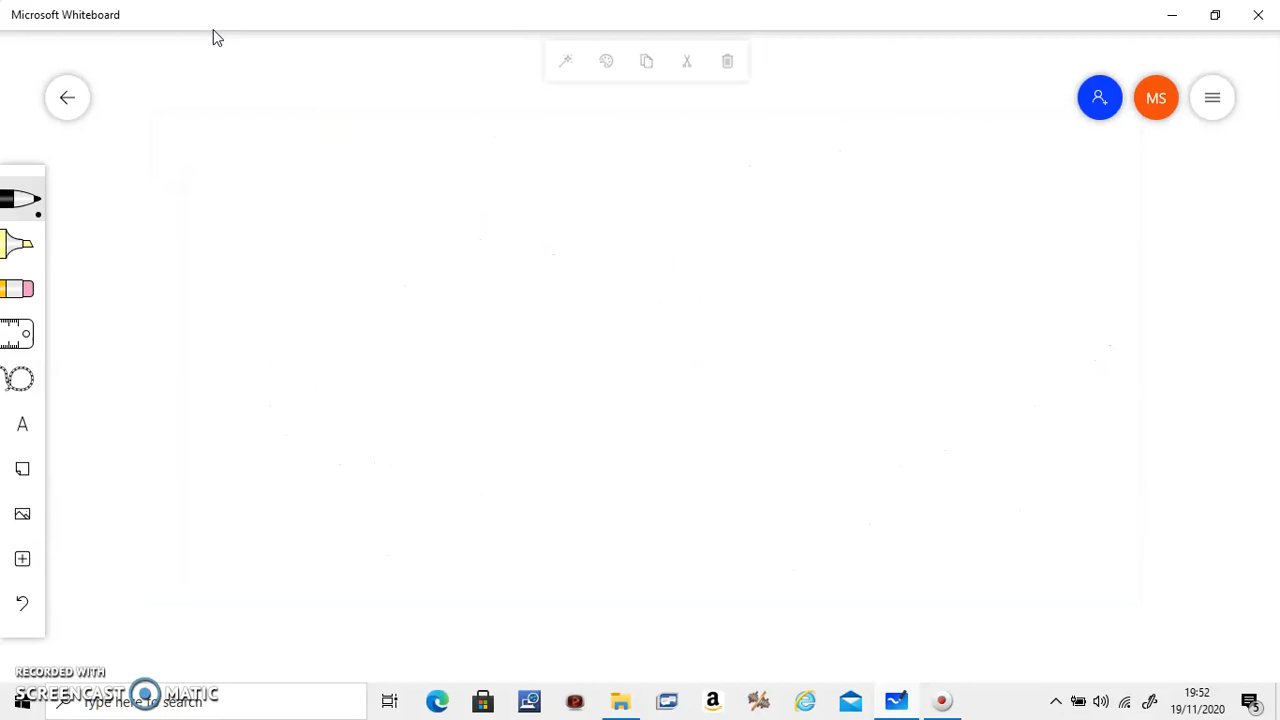 Microsoft Whiteboard
MS
A
RECORDED WITH
SCREENCAST MATIC
Type here to search
19:52
19/11/2020
5